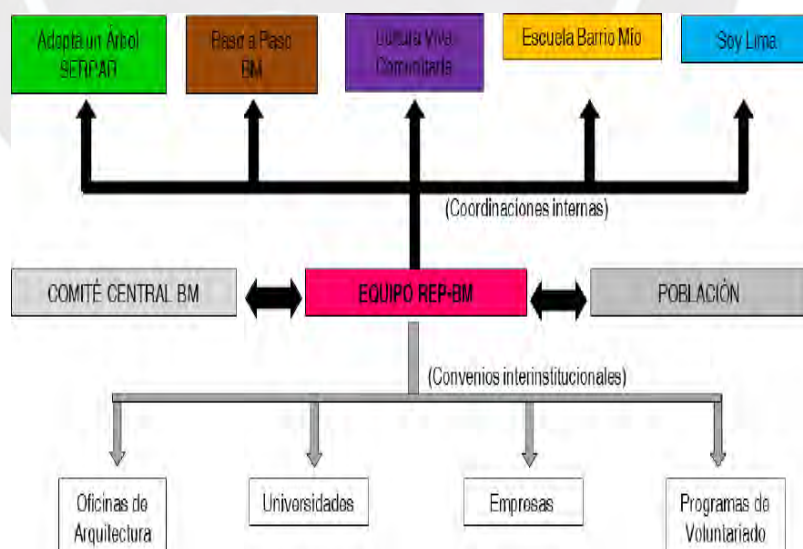 Adopta un Árbol
SERPAR
Paso a Paso
BM
Cultura Viva
Comunitaria
Escuela Barrio Mio
Soy Lima
(Coordinaciones internas)
COMITÉ CENTRAL BM
EQUIPO REP-BM
POBLACIÓN
(Convenios interinstitucionales)
Oficinas de
Arquitectura
Universidades
Empresas
Programas de
Voluntariado